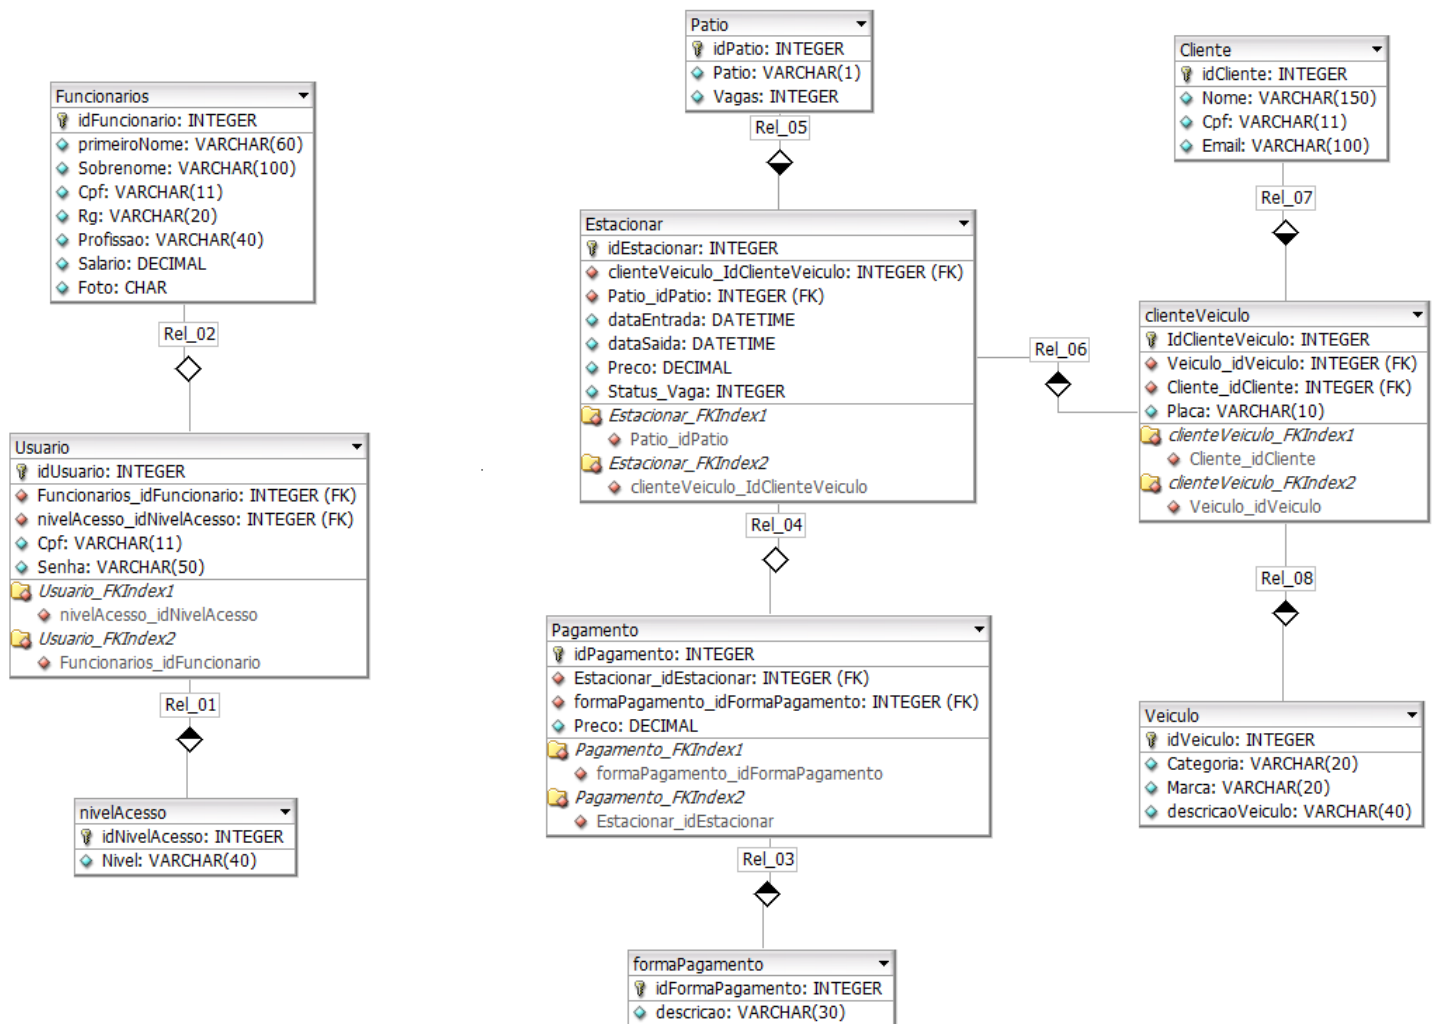 Patio
idPatio: INTEGER
Patio: VARCHAR(1)
Vagas: INTEGER
Rel_05
Cliente
idCliente: INTEGER
Nome: VARCHAR(150)
Cpf: VARCHAR(11)
Email: VARCHAR(100)
Rel_07
Funcionarios
idFuncionario: INTEGER
primeiroNome: VARCHAR(60)
Sobrenome: VARCHAR(100)
Cpf: VARCHAR(11)
Rg: VARCHAR(20)
Profissao: VARCHAR(40)
Salario: DECIMAL
Foto: CHAR
Rel_02
Estacionar
idEstacionar: INTEGER
clienteVeiculo_IdClienteVeiculo: INTEGER (FK)
Patio_idPatio: INTEGER (FK)
dataEntrada: DATETIME
dataSaida: DATETIME
Preco: DECIMAL
Status_Vaga: INTEGER
Estacionar_FKIndex1
Patio_idPatio
Estacionar_FKIndex2
clienteVeiculo_IdClienteVeiculo
Rel_04
Rel_06
clienteVeiculo
IdClienteVeiculo: INTEGER
Veiculo_idVeiculo: INTEGER (FK)
Cliente_idCliente: INTEGER (FK)
Placa: VARCHAR(10)
clienteVeiculo_FKIndex1
Cliente_idCliente
clienteVeiculo_FKIndex2
Veiculo_idVeiculo
Rel_08
Usuario
idUsuario: INTEGER
Funcionarios_idFuncionario: INTEGER (FK)
nivelAcesso_idNivelAcesso: INTEGER (FK)
Cpf: VARCHAR(11)
Senha: VARCHAR(50)
Usuario_FKIndex1
nivelAcesso_idNivelAcesso
Usuario_FKIndex2
Funcionarios_idFuncionario
Rel_01
Pagamento
idPagamento: INTEGER
Estacionar_idEstacionar: INTEGER (FK)
formaPagamento_idFormaPagamento: INTEGER (FK)
Preco: DECIMAL
Pagamento_FKIndex1
formaPagamento_idFormaPagamento
Pagamento_FKIndex2
Estacionar_idEstacionar
Rel_03
Veiculo
idVeiculo: INTEGER
Categoria: VARCHAR(20)
Marca: VARCHAR(20)
descricaoVeiculo: VARCHAR(40)
nivelAcesso
idNivelAcesso: INTEGER
Nivel: VARCHAR(40)
formaPagamento
idFormaPagamento: INTEGER
descricao: VARCHAR(30)